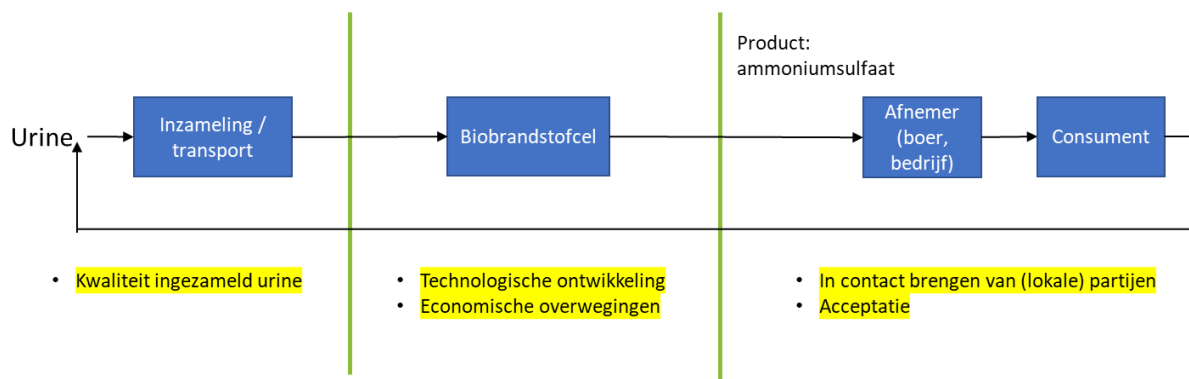 Product:
ammoniumsulfaat
Urine
Inzameling /
transport
Biobrandstofcel
Afnemer
(boer,
bedrijf)
Consument
• Kwaliteit ingezameld urine
• Technologische ontwikkeling
• Economische overwegingen
• In contact brengen van (lokale) partijen
• Acceptatie